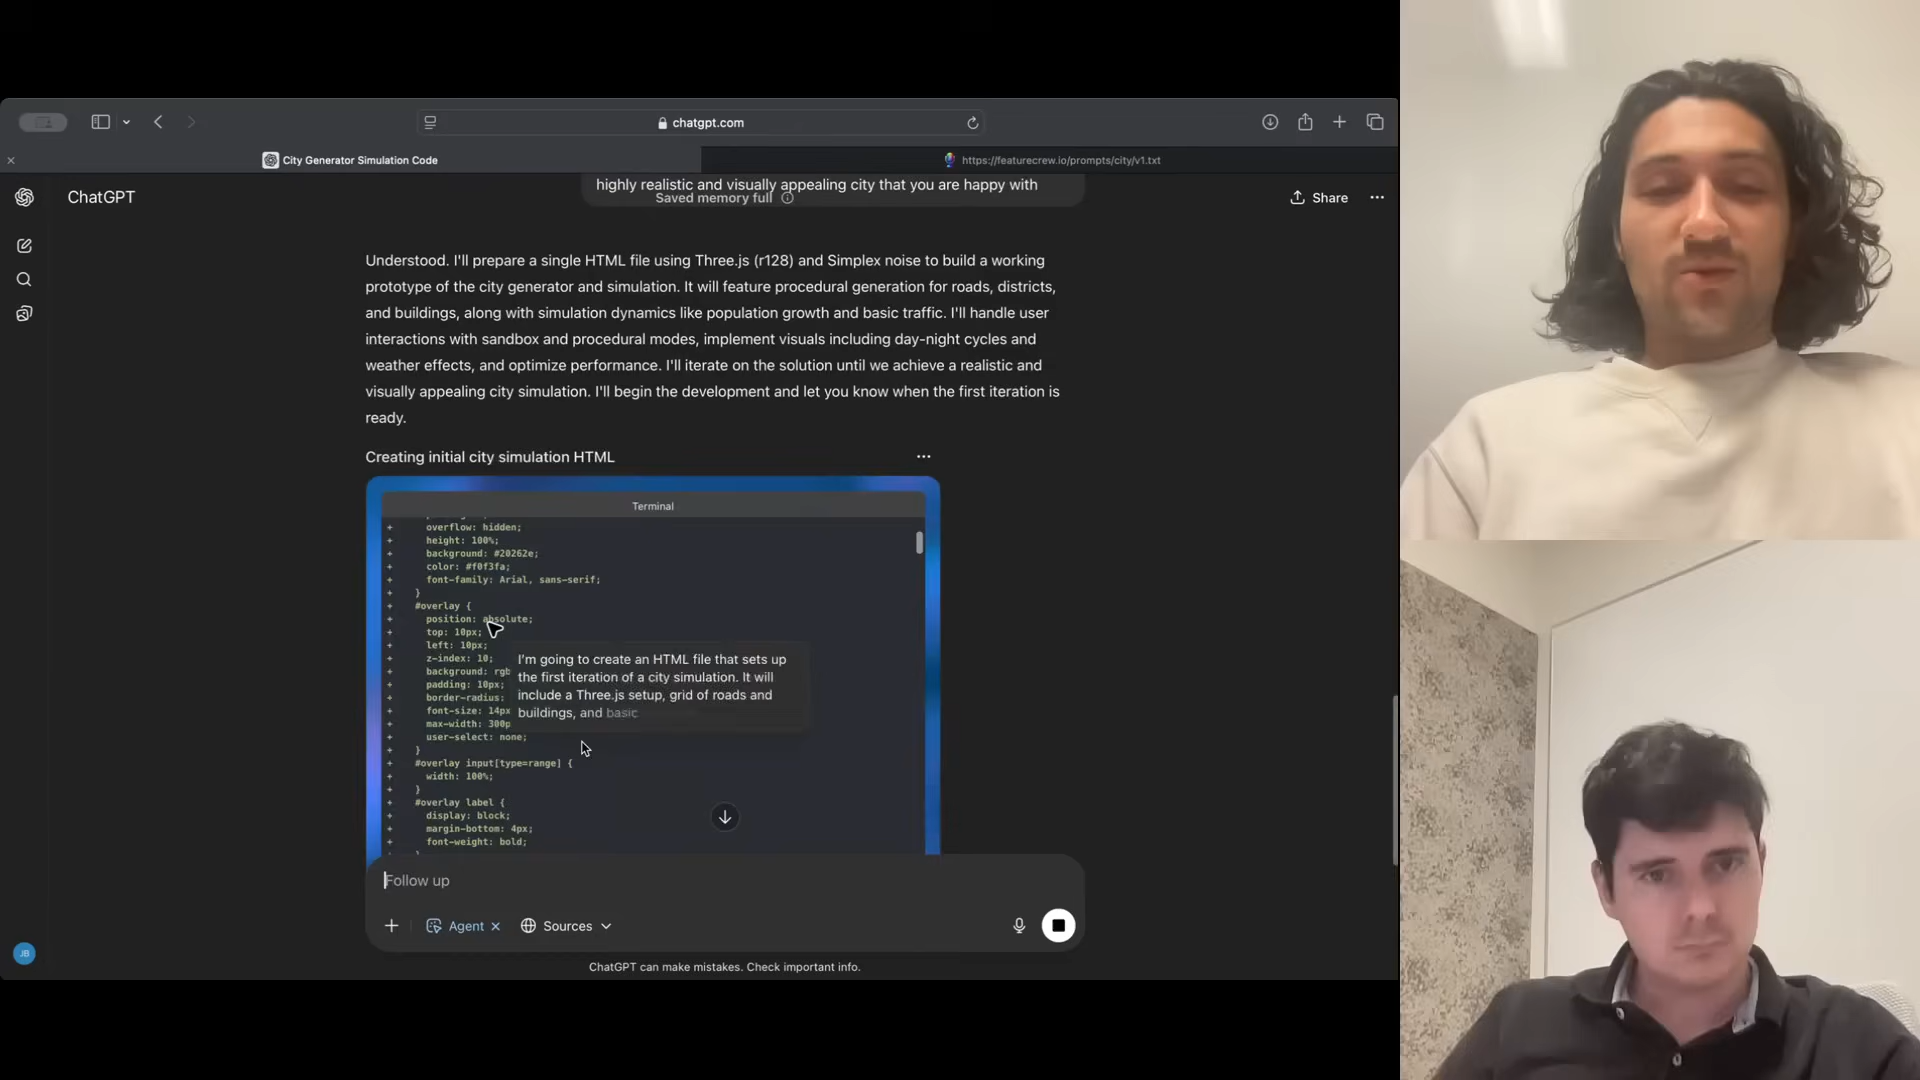 chatgpt.com
City Generator Simulation Code
https://featurecrew.io/prompts/city/v1.txt
ChatGPT
highly realistic and visually appealing city that you are happy with
Saved memory full
Share
Understood. I'll prepare a single HTML file using Three.js (r128) and Simplex noise to build a working
prototype of the city generator and simulation. It will feature procedural generation for roads, districts,
and buildings, along with simulation dynamics like population growth and basic traffic. I'll handle user
interactions with sandbox and procedural modes, implement visuals including day-night cycles and
weather effects, and optimize performance. I'll iterate on the solution until we achieve a realistic and
visually appealing city simulation. I'll begin the development and let you know when the first iteration is
ready.
Creating initial city simulation HTML
Terminal
+ overflow: hidden;
+ height: 100%;
+ background: #20262e;
+ color: #f0f3fa;
+ font-family: Arial, sans-serif;
+ }
+ #overlay {
+ position: absolute;
+ top: 10px;
+ left: 10px;
+ z-index: 10;
+ background: rgb
+ padding: 10px;
+ border-radius:
+ font-size: 14px
+ max-width: 300p
+ user-select: none;
+ }
+ #overlay input[type=range] {
+ width: 100%;
+ }
+ #overlay label {
+ display: block;
+ margin-bottom: 4px;
+ font-weight: bold;
I'm going to create an HTML file that sets up
the first iteration of a city simulation. It will
include a Three.js setup, grid of roads and
buildings, and basic
Follow up
Agent
Sources
JB
ChatGPT can make mistakes. Check important info.